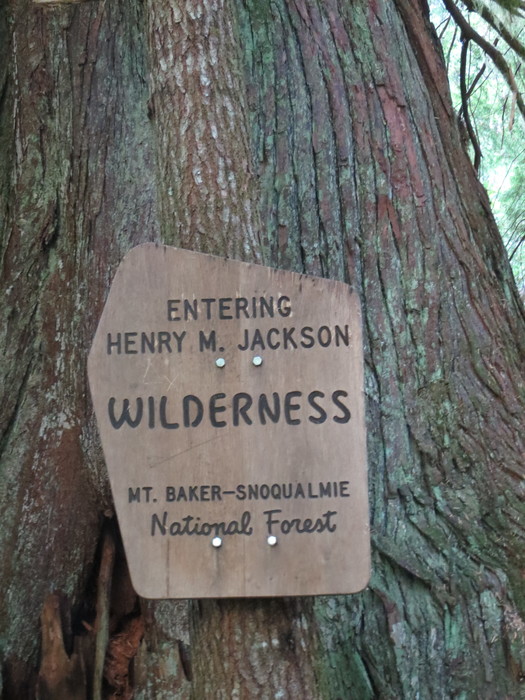 ENTERING
HENRY M. JACKSON
WILDERNESS
MT. BAKER–SNOQUALMIE
National Forest